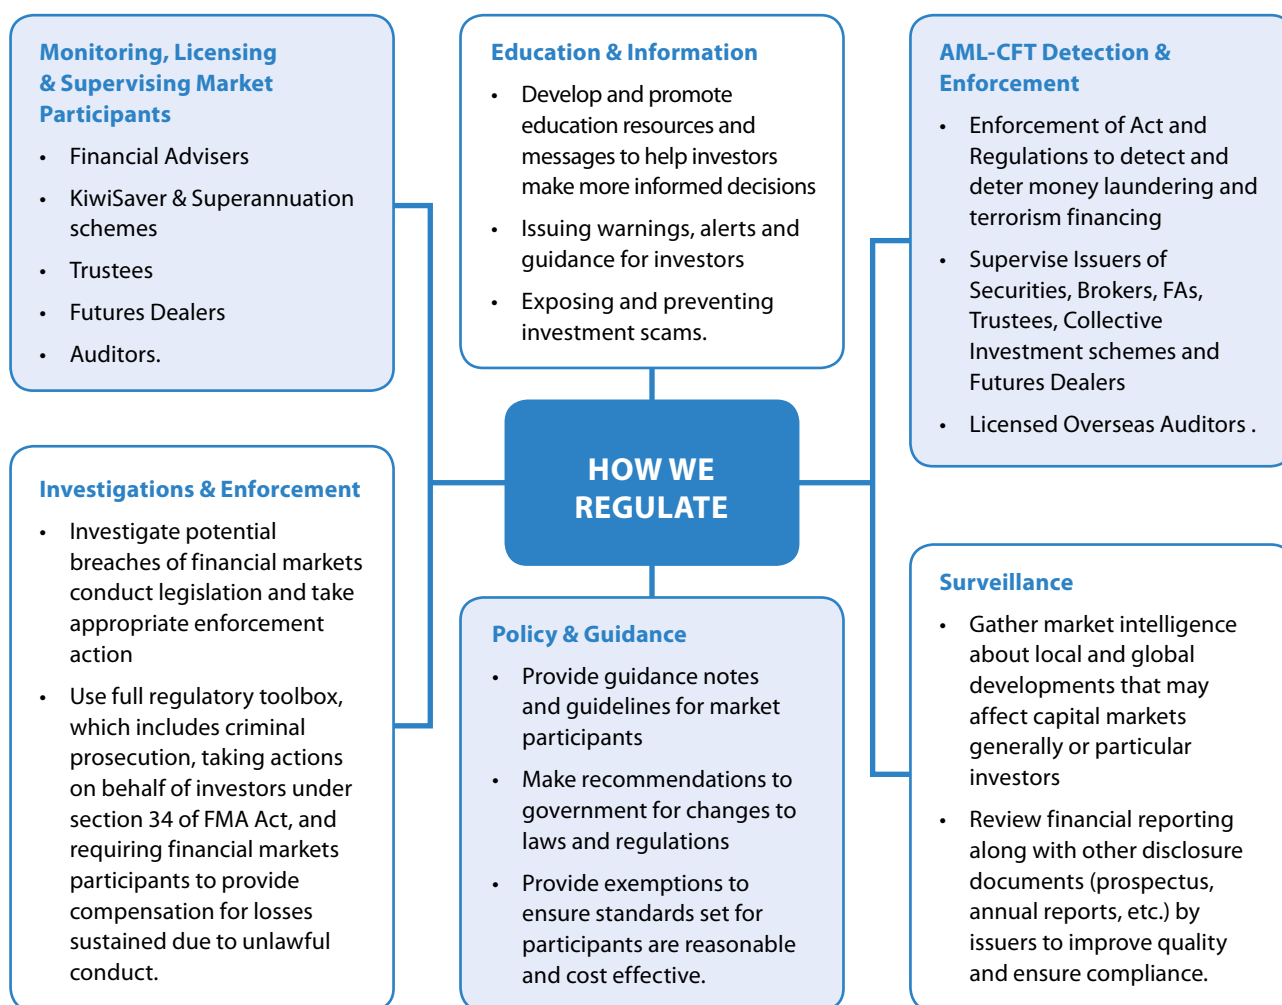 Monitoring, Licensing
& Supervising Market
Participants
• Financial Advisers
• KiwiSaver & Superannuation
schemes
• Trustees
• Futures Dealers
• Auditors.
Education & Information
• Develop and promote
education resources and
messages to help investors
make more informed decisions
• Issuing warnings, alerts and
guidance for investors
• Exposing and preventing
investment scams.
AML-CFT Detection &
Enforcement
• Enforcement of Act and
Regulations to detect and
deter money laundering and
terrorism financing
• Supervise Issuers of
Securities, Brokers, FAs,
Trustees, Collective
Investment schemes and
Futures Dealers
• Licensed Overseas Auditors .
HOW WE
REGULATE
Investigations & Enforcement
• Investigate potential
breaches of financial markets
conduct legislation and take
appropriate enforcement
action
• Use full regulatory toolbox,
which includes criminal
prosecution, taking actions
on behalf of investors under
section 34 of FMA Act, and
requiring financial markets
participants to provide
compensation for losses
sustained due to unlawful
conduct.
Policy & Guidance
• Provide guidance notes
and guidelines for market
participants
• Make recommendations to
government for changes to
laws and regulations
• Provide exemptions to
ensure standards set for
participants are reasonable
and cost effective.
Surveillance
• Gather market intelligence
about local and global
developments that may
affect capital markets
generally or particular
investors
• Review financial reporting
along with other disclosure
documents (prospectus,
annual reports, etc.) by
issuers to improve quality
and ensure compliance.